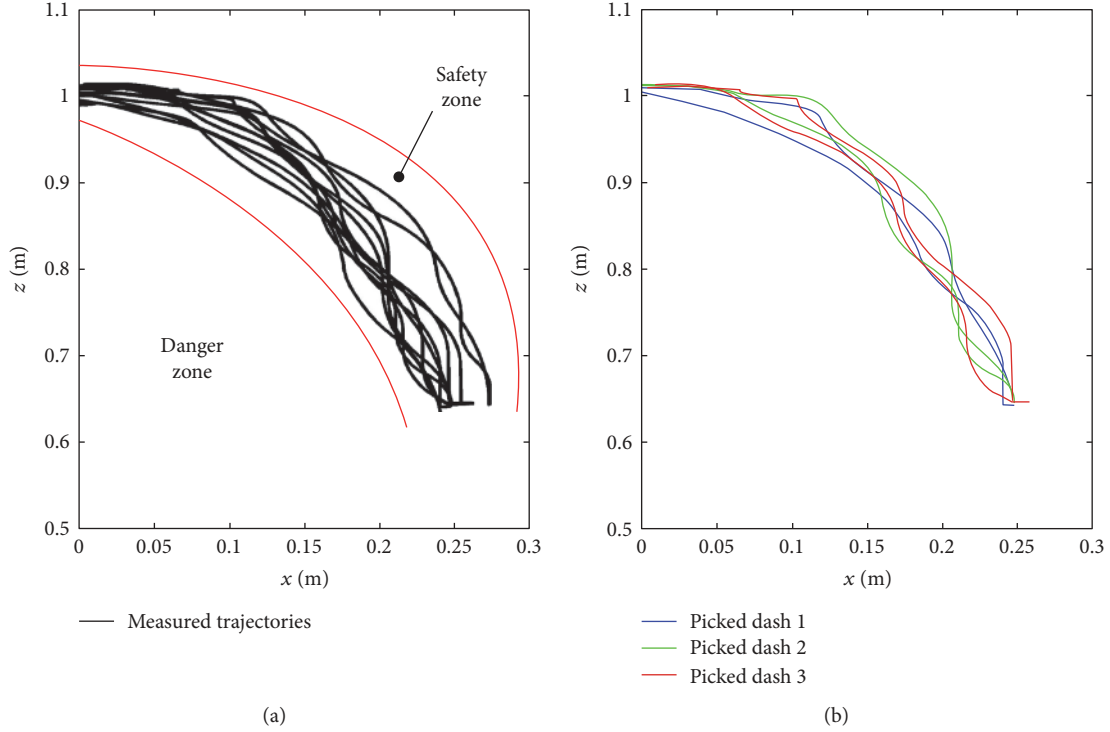 1.1
1
0.9
0.8
0.7
0.6
0.5
z (m)
0
0.05
0.1
0.15
0.2
0.25
0.3
x (m)
Safety
zone
Danger
zone
Measured trajectories
(a)
1.1
1
0.9
0.8
0.7
0.6
0.5
z (m)
0
0.05
0.1
0.15
0.2
0.25
0.3
x (m)
Picked dash 1
Picked dash 2
Picked dash 3
(b)